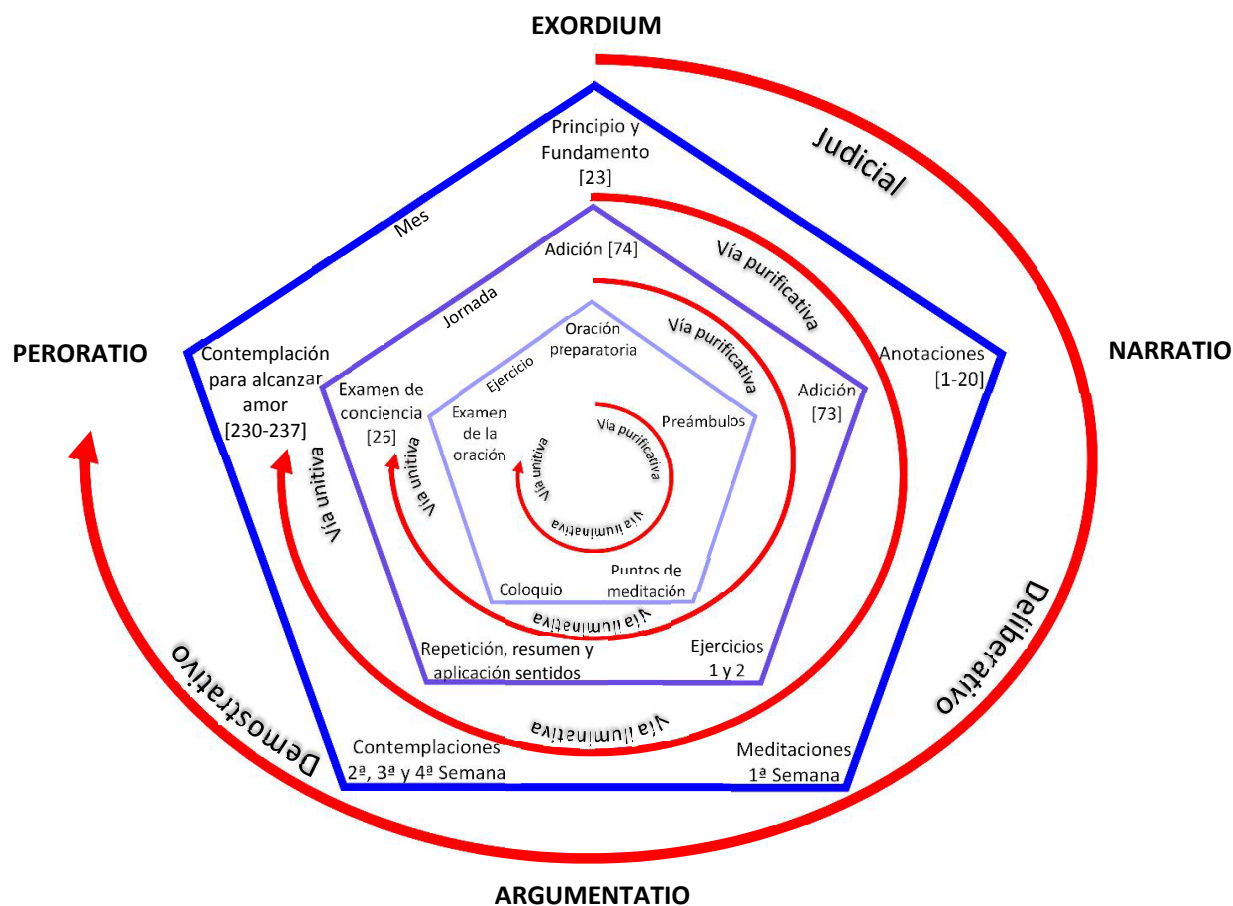 EXORDIUM
Judicial
Principio y
Fundamento
[23]
Mes
Vía purificativa
Adición [74]
Jornada
Vía purificativa
Oración
preparatoria
Ejercicio
PERORATIO
NARRATIO
Contemplación
para alcanzar
amor
[230-237]
Anotaciones
[1-20]
Examen de
conciencia
[25]
Adición
[73]
Examen
de la
oración
Preámbulos
Vía purificativa
Vía unitiva
Vía unitiva
Vía unitiva
Vía iluminativa
Coloquio
Puntos de
meditación
Vía iluminativa
Deliberativo
Repetición, resumen y
aplicación sentidos
Ejercicios
1 y 2
Demostrativo
Vía iluminativa
Contemplaciones
2ª, 3ª y 4ª Semana
Meditaciones
1ª Semana
ARGUMENTATIO